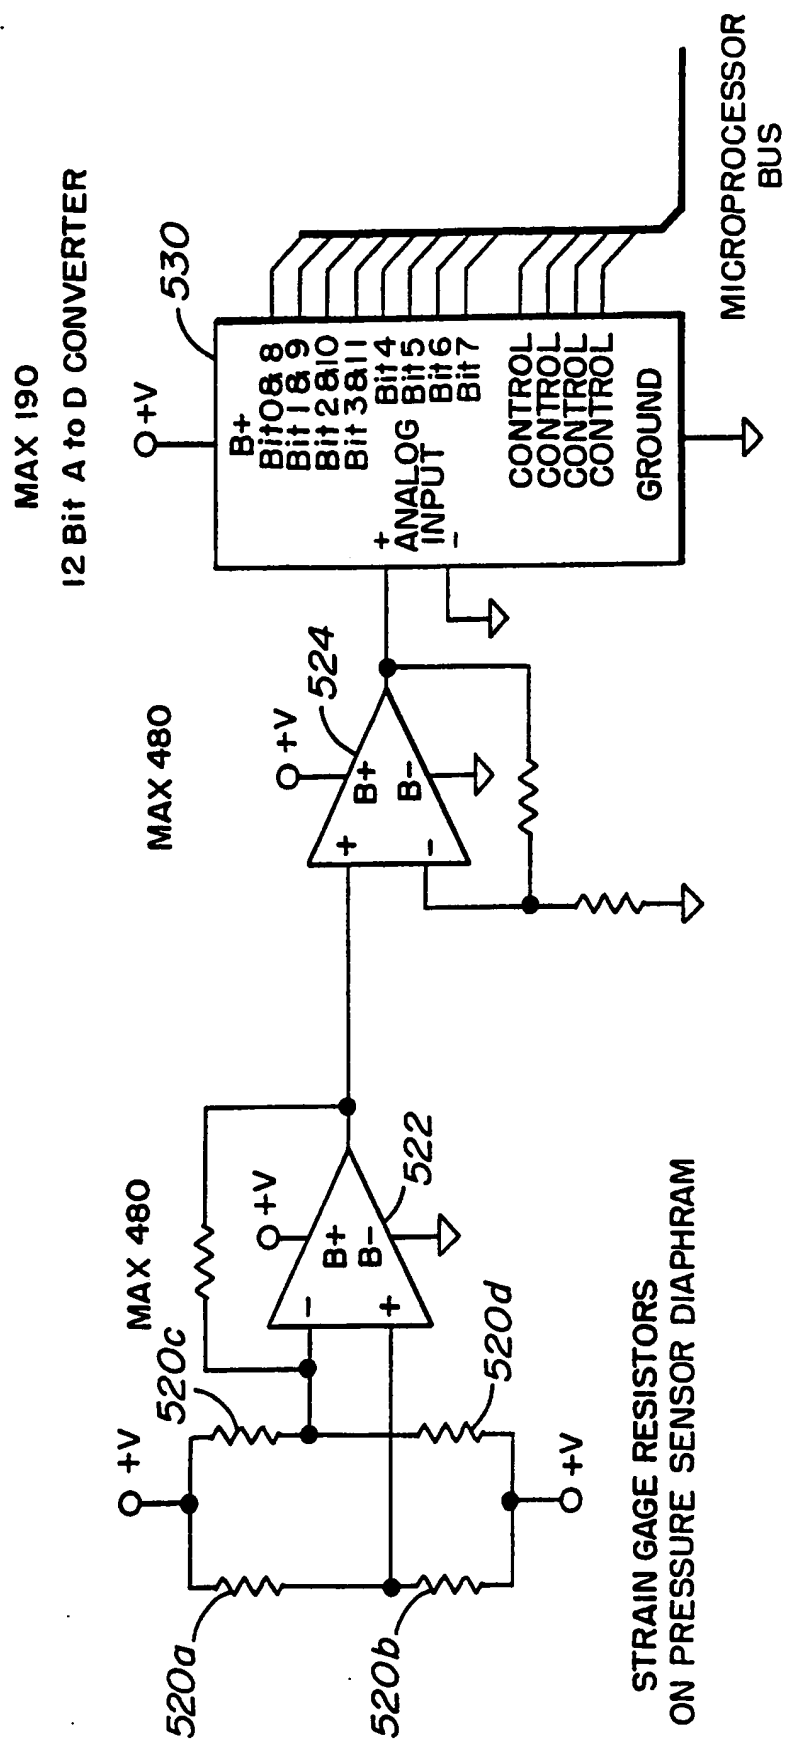 MAX 190
12 Bit A to D CONVERTER
530
+V
B+
Bit 0 & 8
Bit 1 & 9
Bit 2 & 10
Bit 3 & 11
Bit 4
Bit 5
Bit 6
Bit 7
+
ANALOG
INPUT
-
CONTROL
CONTROL
CONTROL
CONTROL
GROUND
MICROPROCESSOR
BUS
MAX 480
524
+V
B+
B-
+
-
MAX 480
522
+V
B+
B-
-
+
+V
520c
520d
520a
520b
+V
STRAIN GAGE RESISTORS
ON PRESSURE SENSOR DIAPHRAM